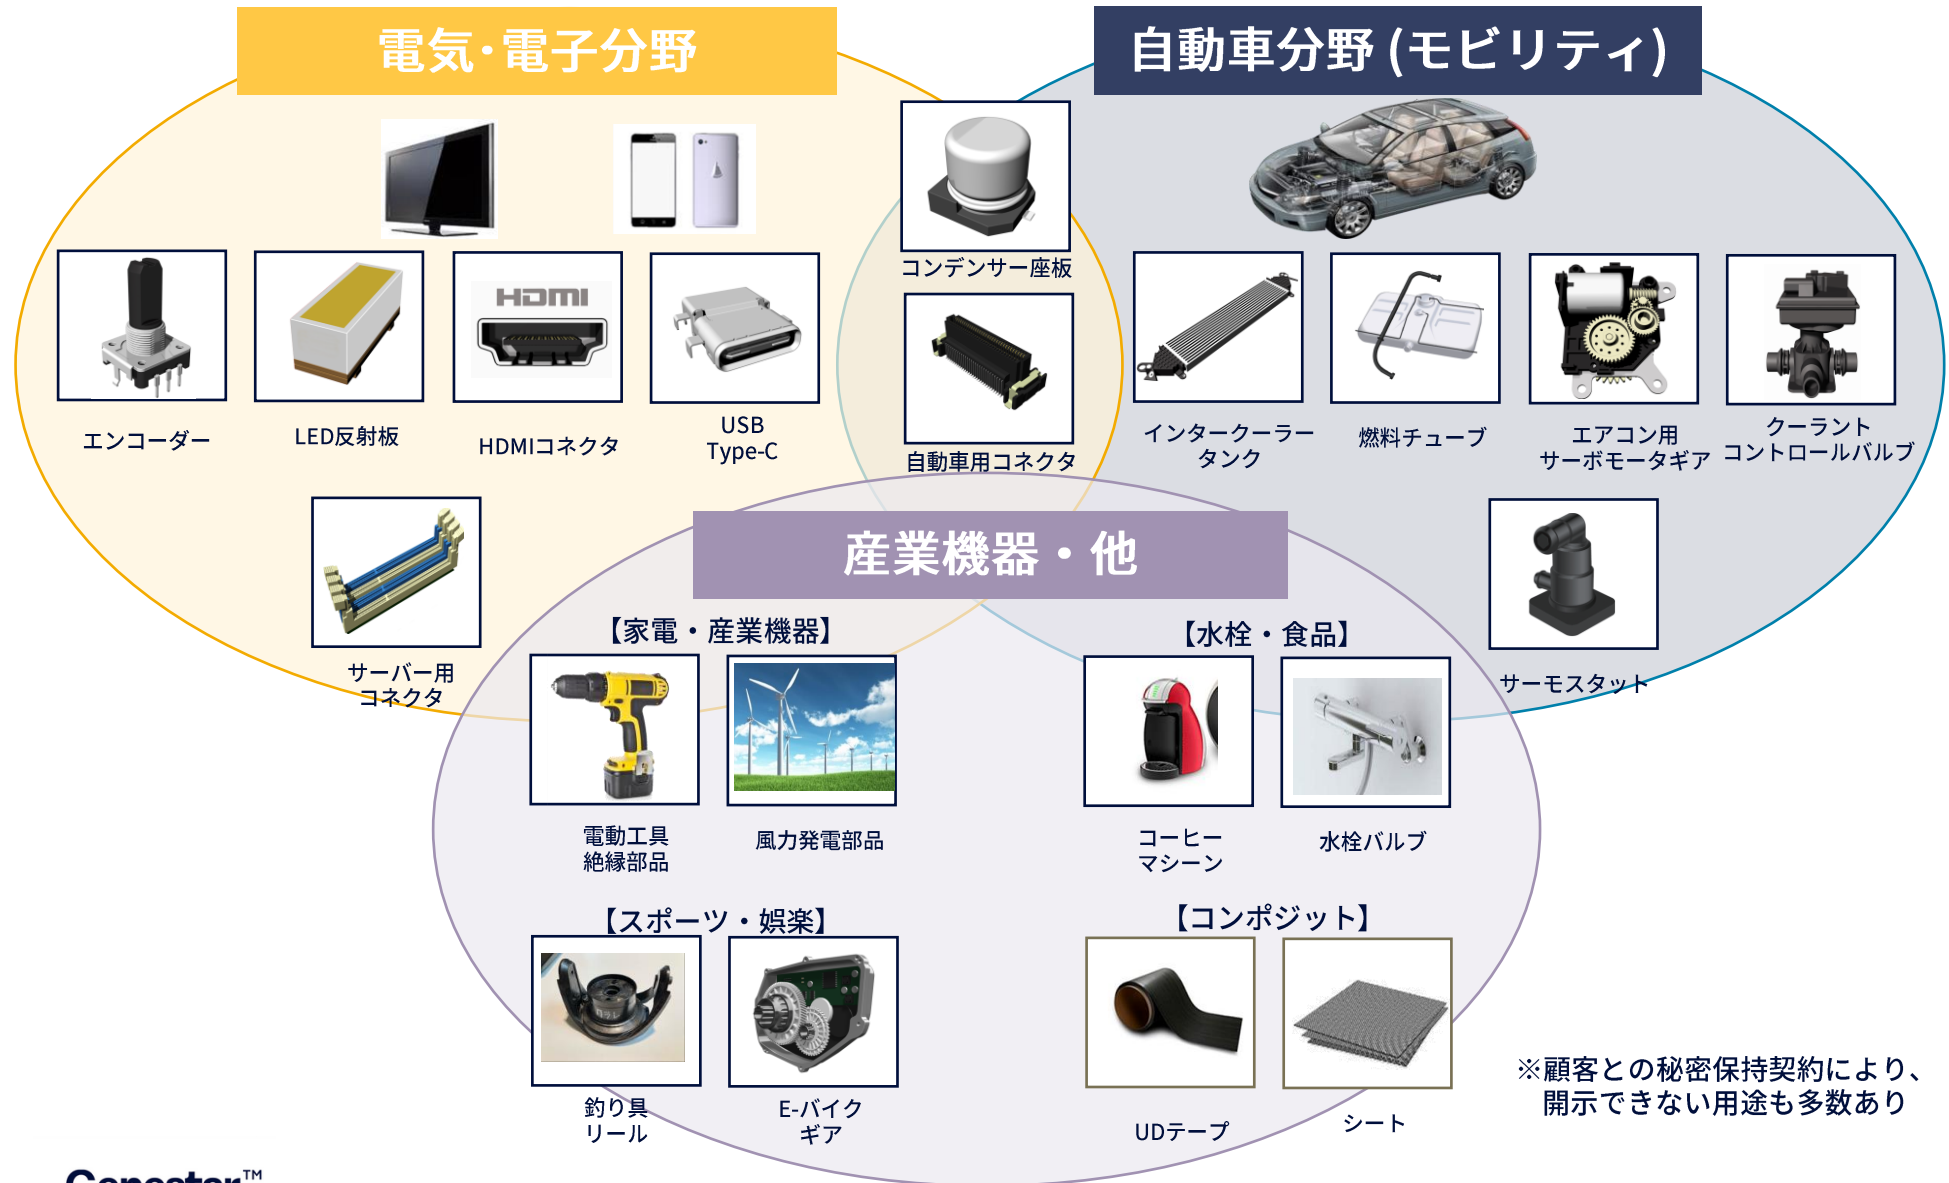 電気･電子分野
自動車分野 (モビリティ)
コンデンサー座板
HDMI
エンコーダー
LED反射板
HDMIコネクタ
USB
Type-C
自動車用コネクタ
インタークーラー
タンク
燃料チューブ
エアコン用
サーボモータギア
クーラント
コントロールバルブ
サーバー用
コネクタ
サーモスタット
産業機器・他
【家電・産業機器】
電動工具
絶縁部品
風力発電部品
【水栓・食品】
コーヒー
マシーン
水栓バルブ
【スポーツ・娯楽】
釣り具
リール
E-バイク
ギア
【コンポジット】
UDテープ
シート
※顧客との秘密保持契約により、
開示できない用途も多数あり
Genestar™